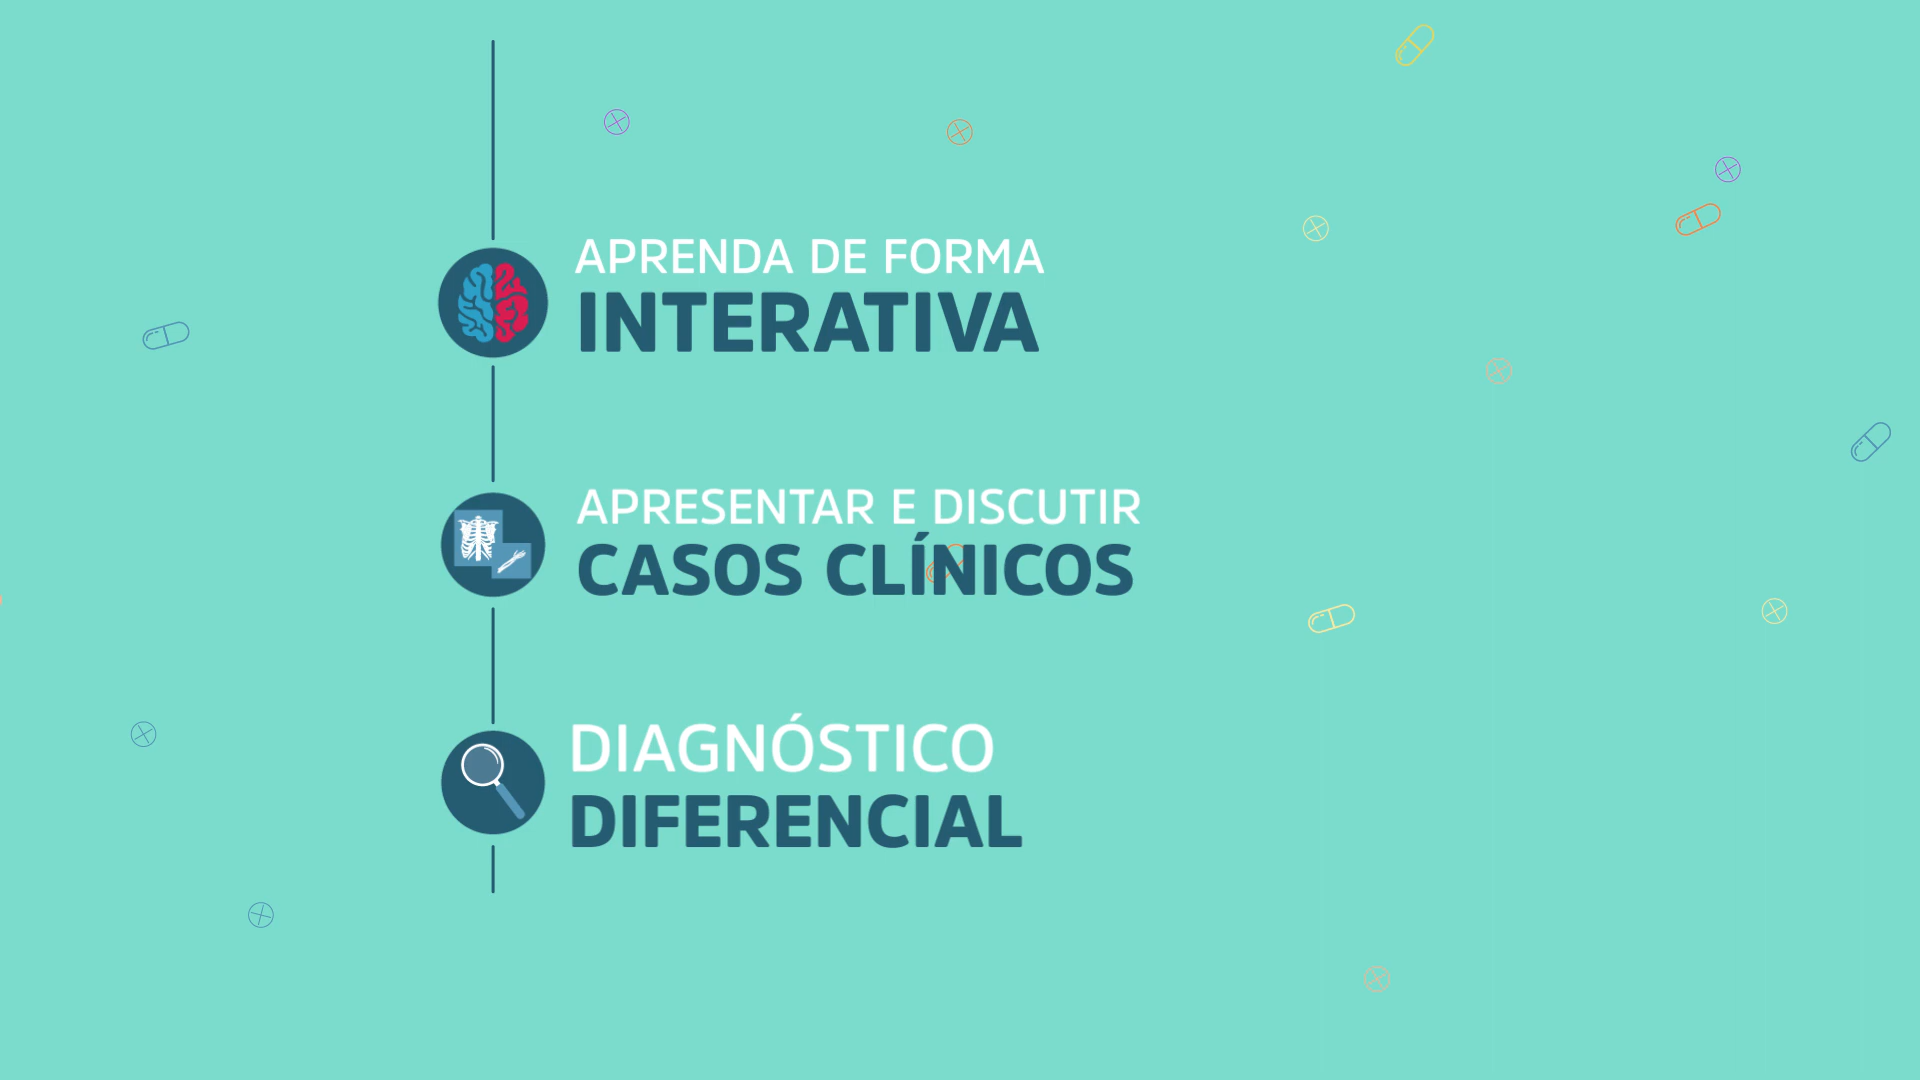 APRENDA DE FORMA
INTERATIVA
APRESENTAR E DISCUTIR
CASOS CLÍNICOS
DIAGNÓSTICO
DIFERENCIAL